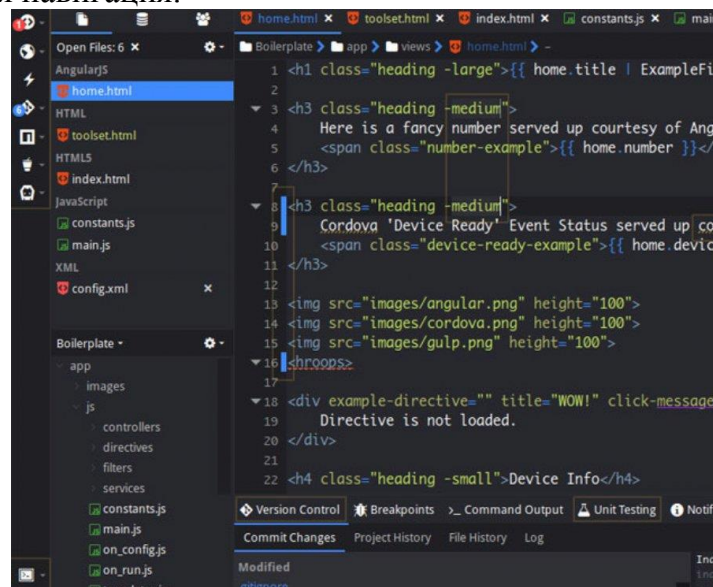 навигация.
home.html × toolset.html × index.html × constants.js × mai
Open Files: 6 ×
Boilerplate app views home.html –
AngularJS
home.html
HTML
toolset.html
HTML5
index.html
JavaScript
constants.js
main.js
XML
config.xml ×
Boilerplate
app
images
js
controllers
directives
filters
services
constants.js
main.js
on_config.js
on_run.js
1 <h1 class="heading -large">{{ home.title | ExampleFi
2
3 <h3 class="heading -medium">
4 Here is a fancy number served up courtesy of Ang
5 <span class="number-example">{{ home.number }}</
6 </h3>
7
8 <h3 class="heading -medium">
9 Cordova 'Device Ready' Event Status served up co
10 <span class="device-ready-example">{{ home.devic
11 </h3>
12
13 <img src="images/angular.png" height="100">
14 <img src="images/cordova.png" height="100">
15 <img src="images/gulp.png" height="100">
16 <hroops>
17
18 <div example-directive="" title="WOW!" click-message
19 Directive is not loaded.
20 </div>
21
22 <h4 class="heading -small">Device Info</h4>
Version Control Breakpoints >_ Command Output Unit Testing Notif
Commit Changes Project History File History Log
Modified